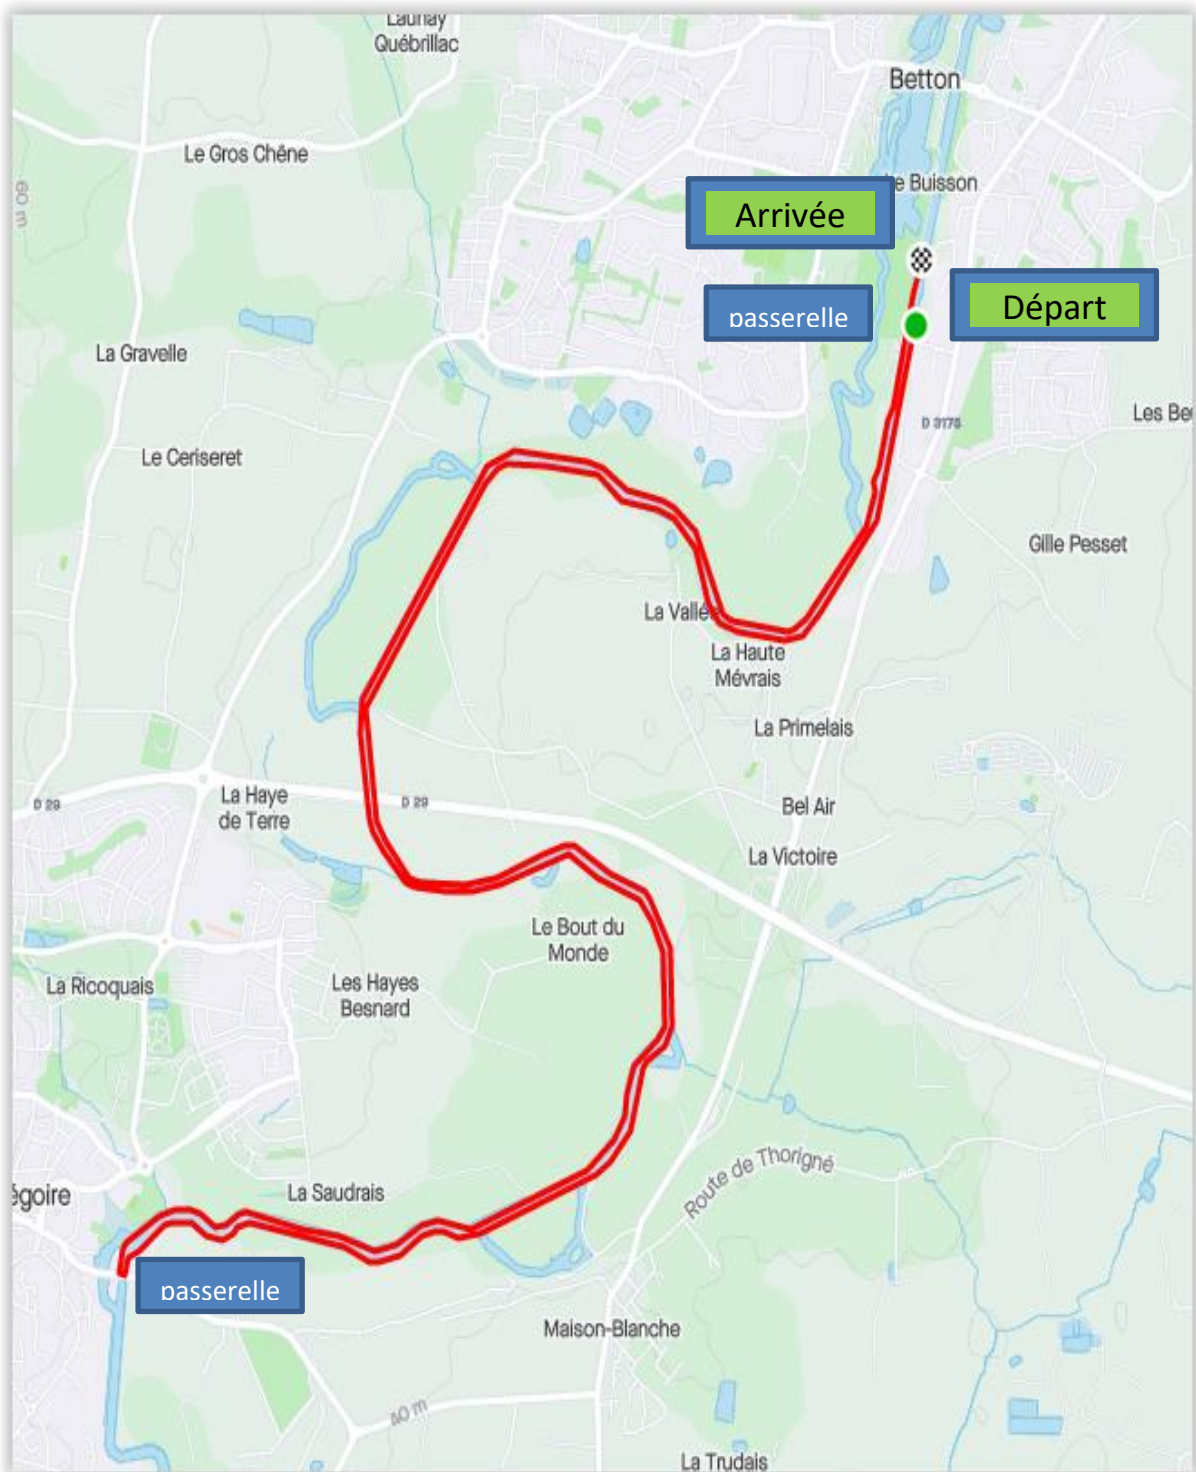 Launay
Québrillac
Betton
Le Gros Chêne
60 m
Le Buisson
Arrivée
Départ
passerelle
La Gravelle
Les Be
D 3175
Le Ceriseret
Gille Pesset
La Vallée
La Haute
Mévrais
La Primelais
D 29
La Haye
de Terre
D 29
Bel Air
La Victoire
Le Bout du
Monde
La Ricoquais
Les Hayes
Besnard
Route de Thorigné
égoire
La Saudrais
passerelle
Maison-Blanche
40 m
La Trudais